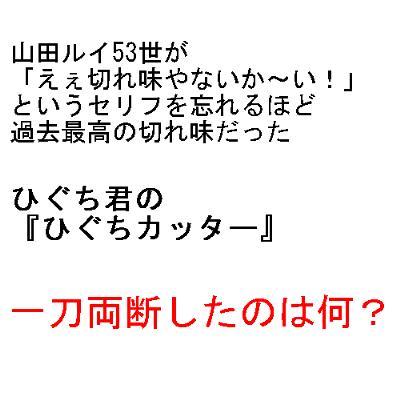 山田ルイ53世が
「えぇ切れ味やないか～い！」
というセリフを忘れるほど
過去最高の切れ味だった
ひぐち君の
『ひぐちカッター』
一刀両断したのは何？